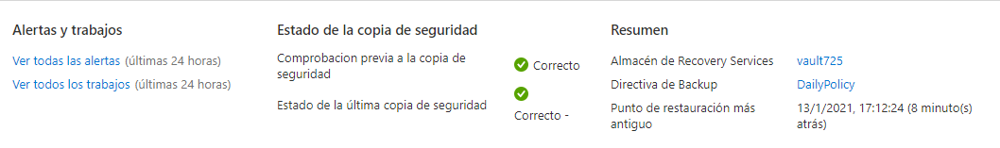 Alertas y trabajos
Ver todas las alertas (últimas 24 horas)
Ver todos los trabajos (últimas 24 horas)
Estado de la copia de seguridad
Comprobacion previa a la copia de
seguridad
Correcto
Estado de la última copia de seguridad
Correcto -
Resumen
Almacén de Recovery Services
vault725
Directiva de Backup
DailyPolicy
Punto de restauración más
antiguo
13/1/2021, 17:12:24 (8 minuto(s)
atrás)